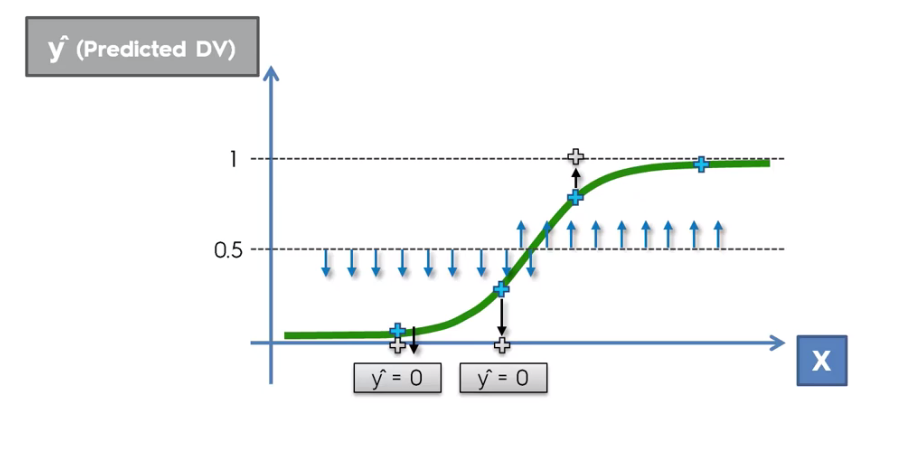 ŷ (Predicted DV)
1
0.5
X
ŷ = 0
ŷ = 0